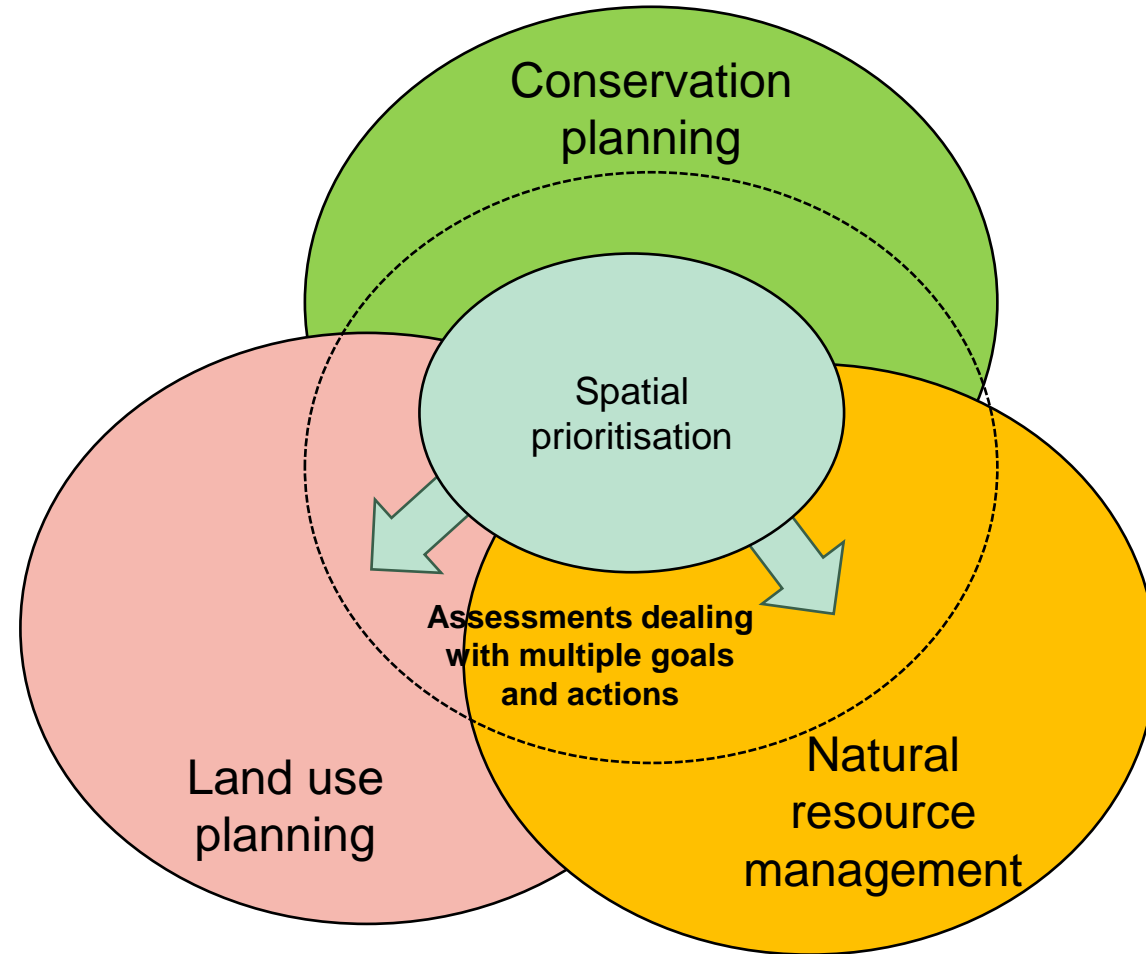 Conservation
planning
Spatial
prioritisation
Assessments dealing
with multiple goals
and actions
Land use
planning
Natural
resource
management